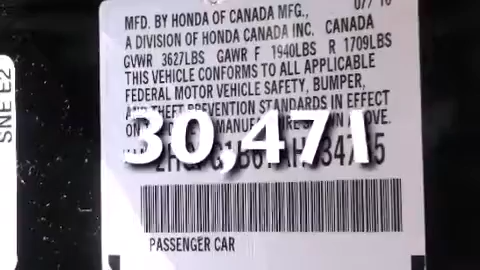 MFD. BY HONDA OF CANADA MFG.,
A DIVISION OF HONDA CANADA INC. CANADA
GVWR 3627LBS GAWR F 1940LBS R 1709LBS
THIS VEHICLE CONFORMS TO ALL APPLICABLE
FEDERAL MOTOR VEHICLE SAFETY, BUMPER,
AND THEFT PREVENTION STANDARDS IN EFFECT
ON
30,471
PASSENGER CAR
SNE E2